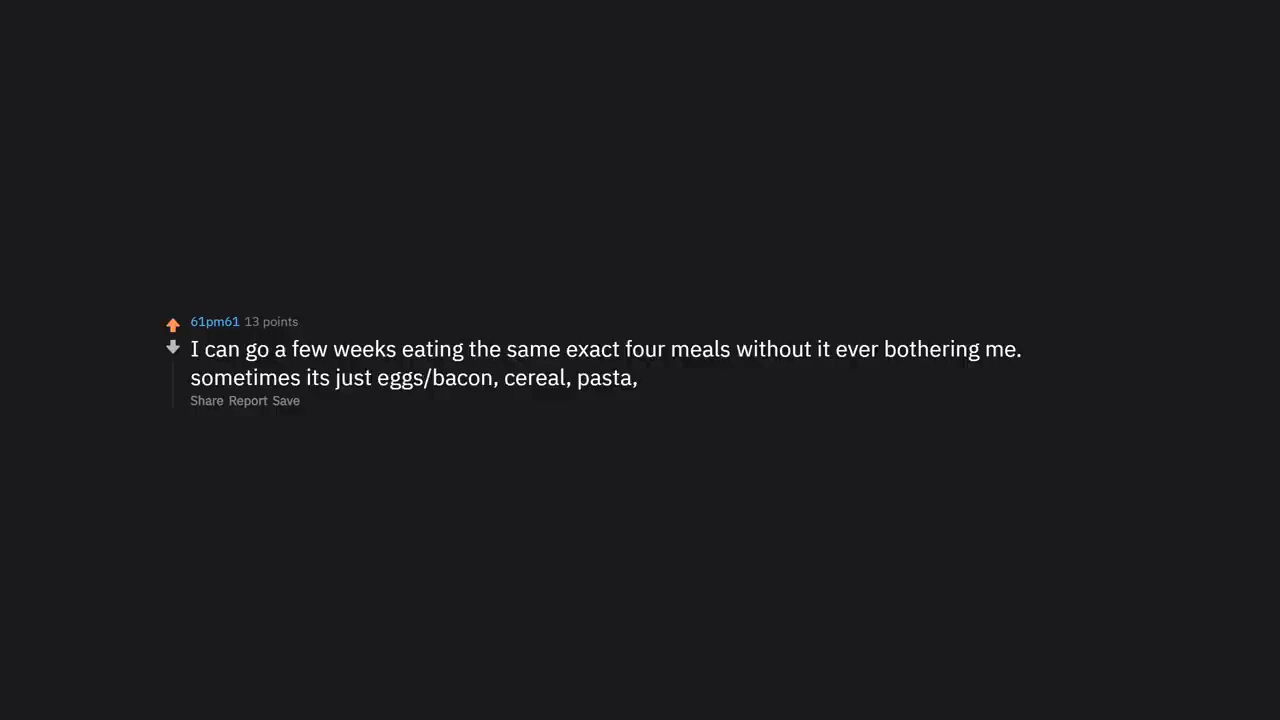 61pm61 13 points
I can go a few weeks eating the same exact four meals without it ever bothering me.
sometimes its just eggs/bacon, cereal, pasta,
Share Report Save